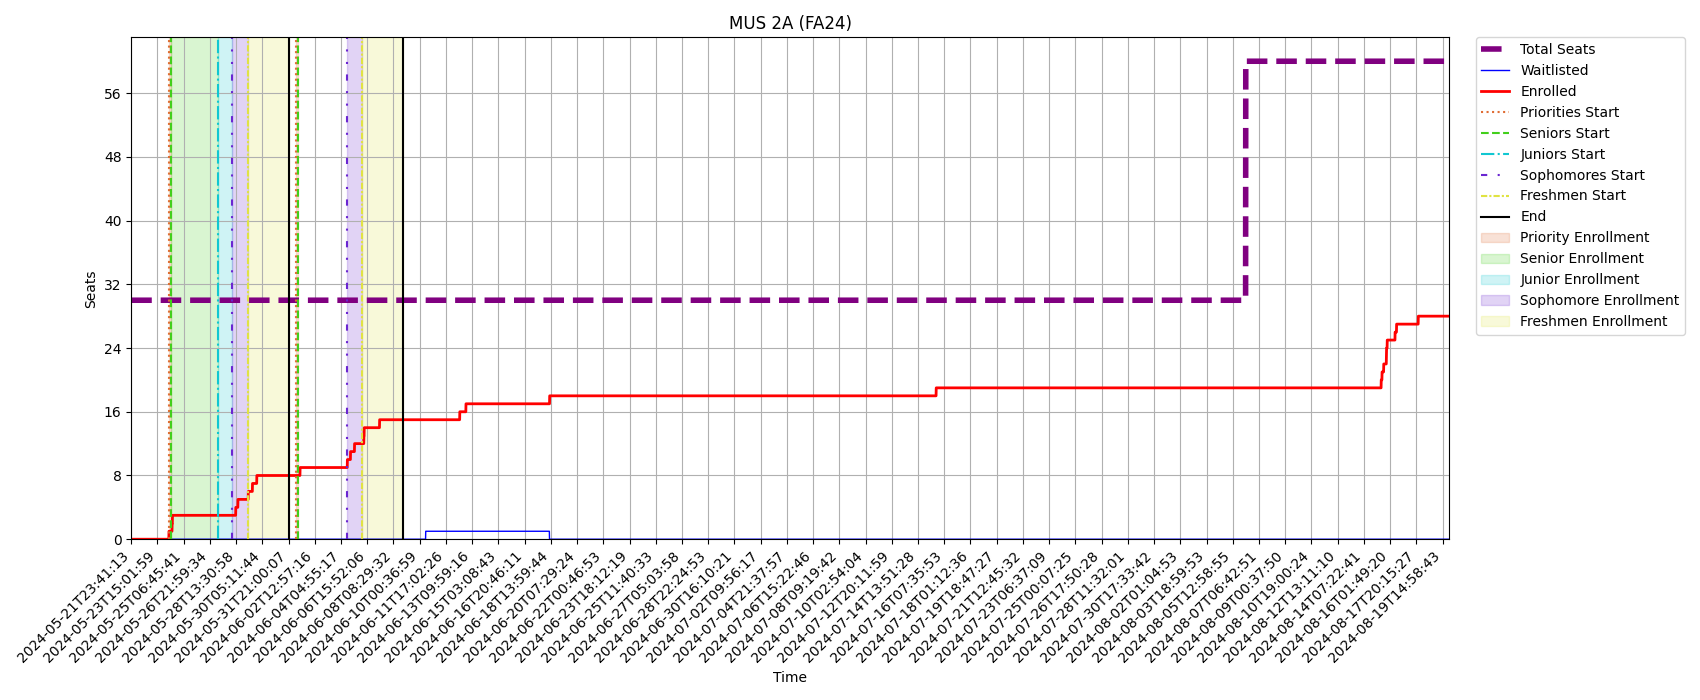 MUS 2A (FA24)
Total Seats
Waitlisted
Enrolled
Priorities Start
Seniors Start
Juniors Start
Sophomores Start
Freshmen Start
End
Priority Enrollment
Senior Enrollment
Junior Enrollment
Sophomore Enrollment
Freshmen Enrollment
Seats
56
48
40
32
24
16
8
0
2024-05-21T23:41:13
2024-05-23T15:01:59
2024-05-25T06:45:41
2024-05-26T21:59:34
2024-05-28T13:30:58
2024-05-30T05:11:44
2024-05-31T21:00:07
2024-06-02T12:57:16
2024-06-04T04:55:17
2024-06-06T15:52:06
2024-06-08T08:29:32
2024-06-10T00:36:59
2024-06-11T17:02:26
2024-06-13T09:59:16
2024-06-15T03:08:43
2024-06-16T20:46:11
2024-06-18T13:59:44
2024-06-20T07:29:24
2024-06-22T00:46:53
2024-06-23T18:12:19
2024-06-25T11:40:33
2024-06-27T05:03:58
2024-06-28T22:24:53
2024-06-30T16:10:21
2024-07-02T09:56:17
2024-07-04T21:37:57
2024-07-06T15:22:46
2024-07-08T09:19:42
2024-07-10T02:54:04
2024-07-12T20:11:59
2024-07-14T13:51:28
2024-07-16T07:35:53
2024-07-18T01:12:36
2024-07-19T18:47:27
2024-07-21T12:45:32
2024-07-23T06:37:09
2024-07-25T00:07:25
2024-07-26T17:50:28
2024-07-28T11:32:01
2024-07-30T17:33:42
2024-08-02T01:04:53
2024-08-03T18:59:53
2024-08-05T12:58:55
2024-08-07T06:42:51
2024-08-09T00:37:50
2024-08-10T19:00:24
2024-08-12T13:11:10
2024-08-14T07:22:41
2024-08-16T01:49:20
2024-08-17T20:15:27
2024-08-19T14:58:43
Time